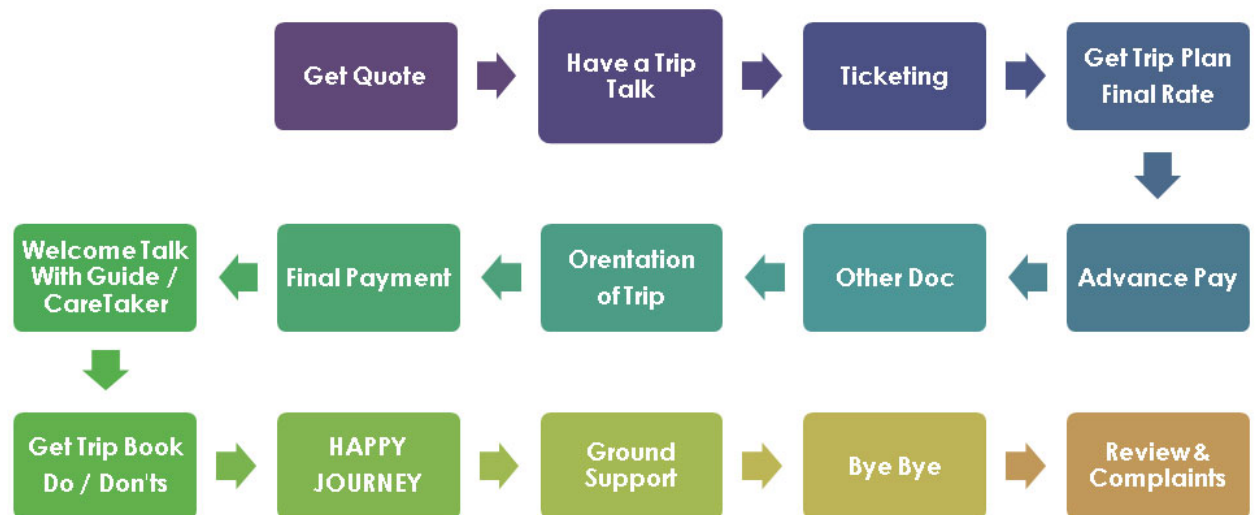 Get Quote
Have a Trip
Talk
Ticketing
Get Trip Plan
Final Rate
Advance Pay
Other Doc
Orentation
of Trip
Final Payment
Welcome Talk
With Guide /
CareTaker
Get Trip Book
Do / Don'ts
HAPPY
JOURNEY
Ground
Support
Bye Bye
Review &
Complaints